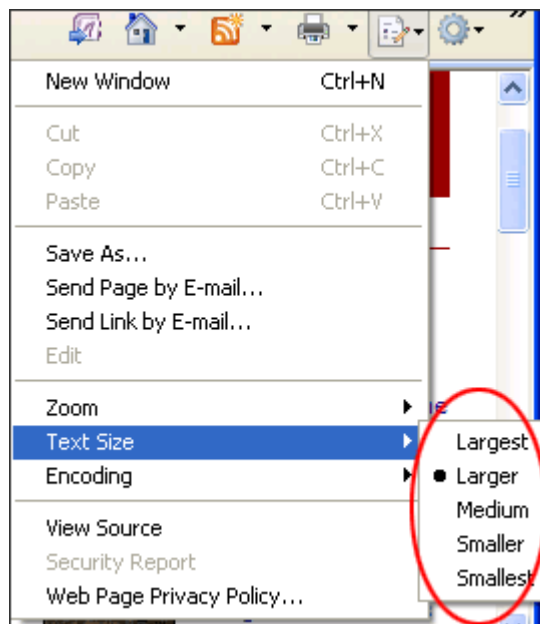 New Window Ctrl+N
Cut Ctrl+X
Copy Ctrl+C
Paste Ctrl+V
Save As...
Send Page by E-mail...
Send Link by E-mail...
Edit
Zoom
Text Size
Encoding
View Source
Security Report
Web Page Privacy Policy...
Largest
Larger
Medium
Smaller
Smallest